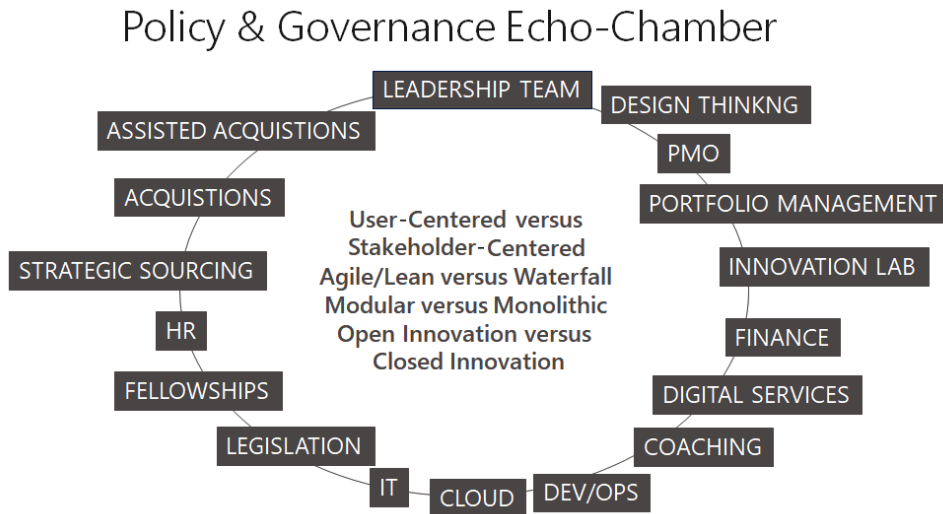 Policy & Governance Echo-Chamber
LEADERSHIP TEAM
DESIGN THINKNG
PMO
PORTFOLIO MANAGEMENT
INNOVATION LAB
FINANCE
DIGITAL SERVICES
COACHING
DEV/OPS
CLOUD
IT
LEGISLATION
FELLOWSHIPS
HR
STRATEGIC SOURCING
ACQUISTIONS
ASSISTED ACQUISTIONS
User-Centered versus
Stakeholder-Centered
Agile/Lean versus Waterfall
Modular versus Monolithic
Open Innovation versus
Closed Innovation